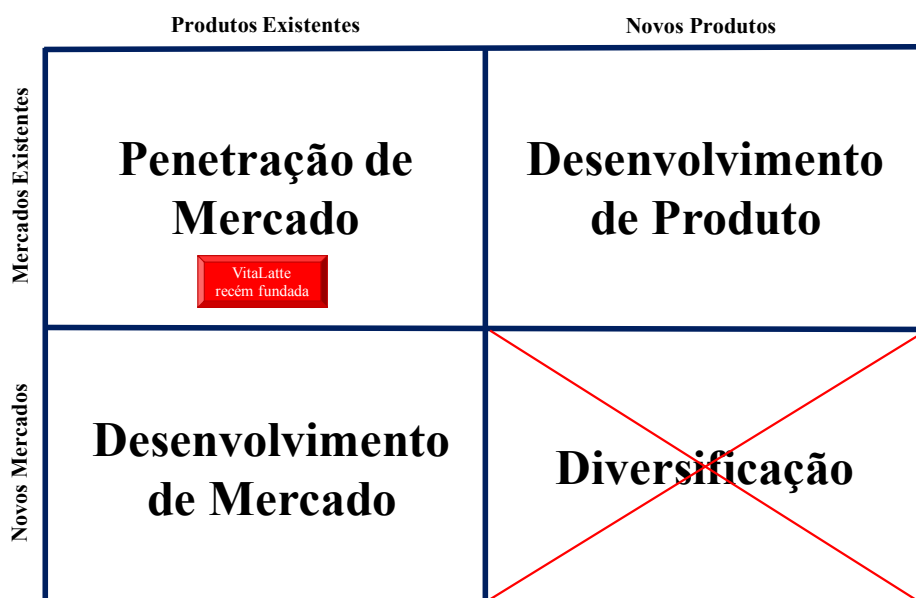 Produtos Existentes
Novos Produtos
Mercados Existentes
Penetração de
Mercado
VitaLatte
recém fundada
Desenvolvimento
de Produto
Novos Mercados
Desenvolvimento
de Mercado
Diversificação